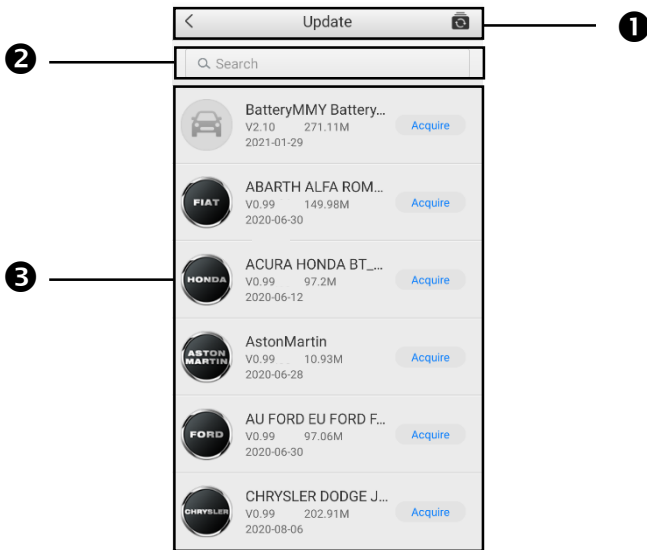 Update
❶
❷
Search
BatteryMMY Battery...
V2.10 271.11M
Acquire
2021-01-29
FIAT
ABARTH ALFA ROM...
V0.99 149.98M
Acquire
2020-06-30
❸
HONDA
ACURA HONDA BT_...
V0.99 97.2M
Acquire
2020-06-12
ASTON
MARTIN
AstonMartin
V0.99 10.93M
Acquire
2020-06-28
FORD
AU FORD EU FORD F...
V0.99 97.06M
Acquire
2020-06-30
CHRYSLER
CHRYSLER DODGE J...
V0.99 202.91M
Acquire
2020-08-06